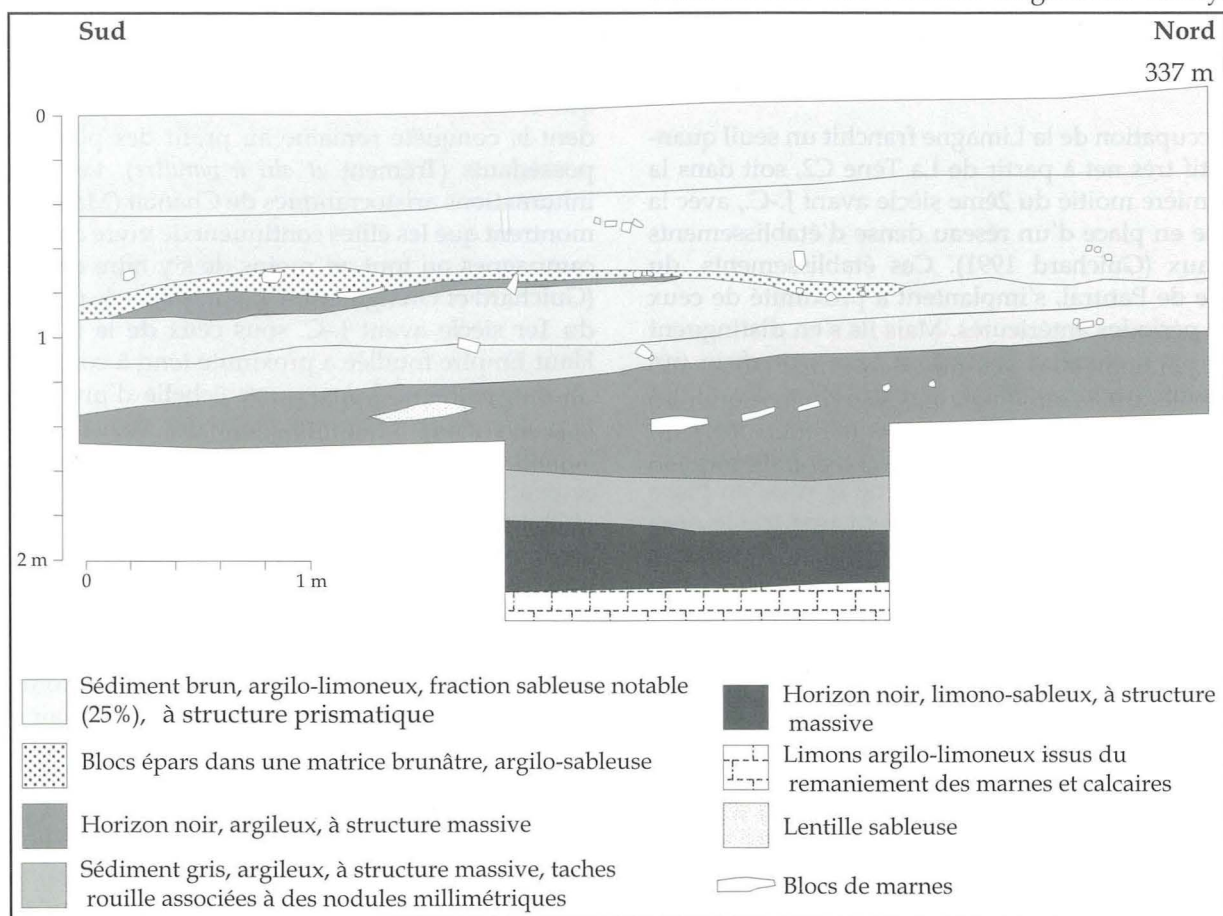 Sud
Nord
337 m
0
1
2 m
0
1 m
Sédiment brun, argilo-limoneux, fraction sableuse notable
(25%), à structure prismatique
Blocs épars dans une matrice brunâtre, argilo-sableuse
Horizon noir, argileux, à structure massive
Sédiment gris, argileux, à structure massive, taches
rouille associées à des nodules millimétriques
Horizon noir, limono-sableux, à structure
massive
Limons argilo-limoneux issus du
remaniement des marnes et calcaires
Lentille sableuse
Blocs de marnes